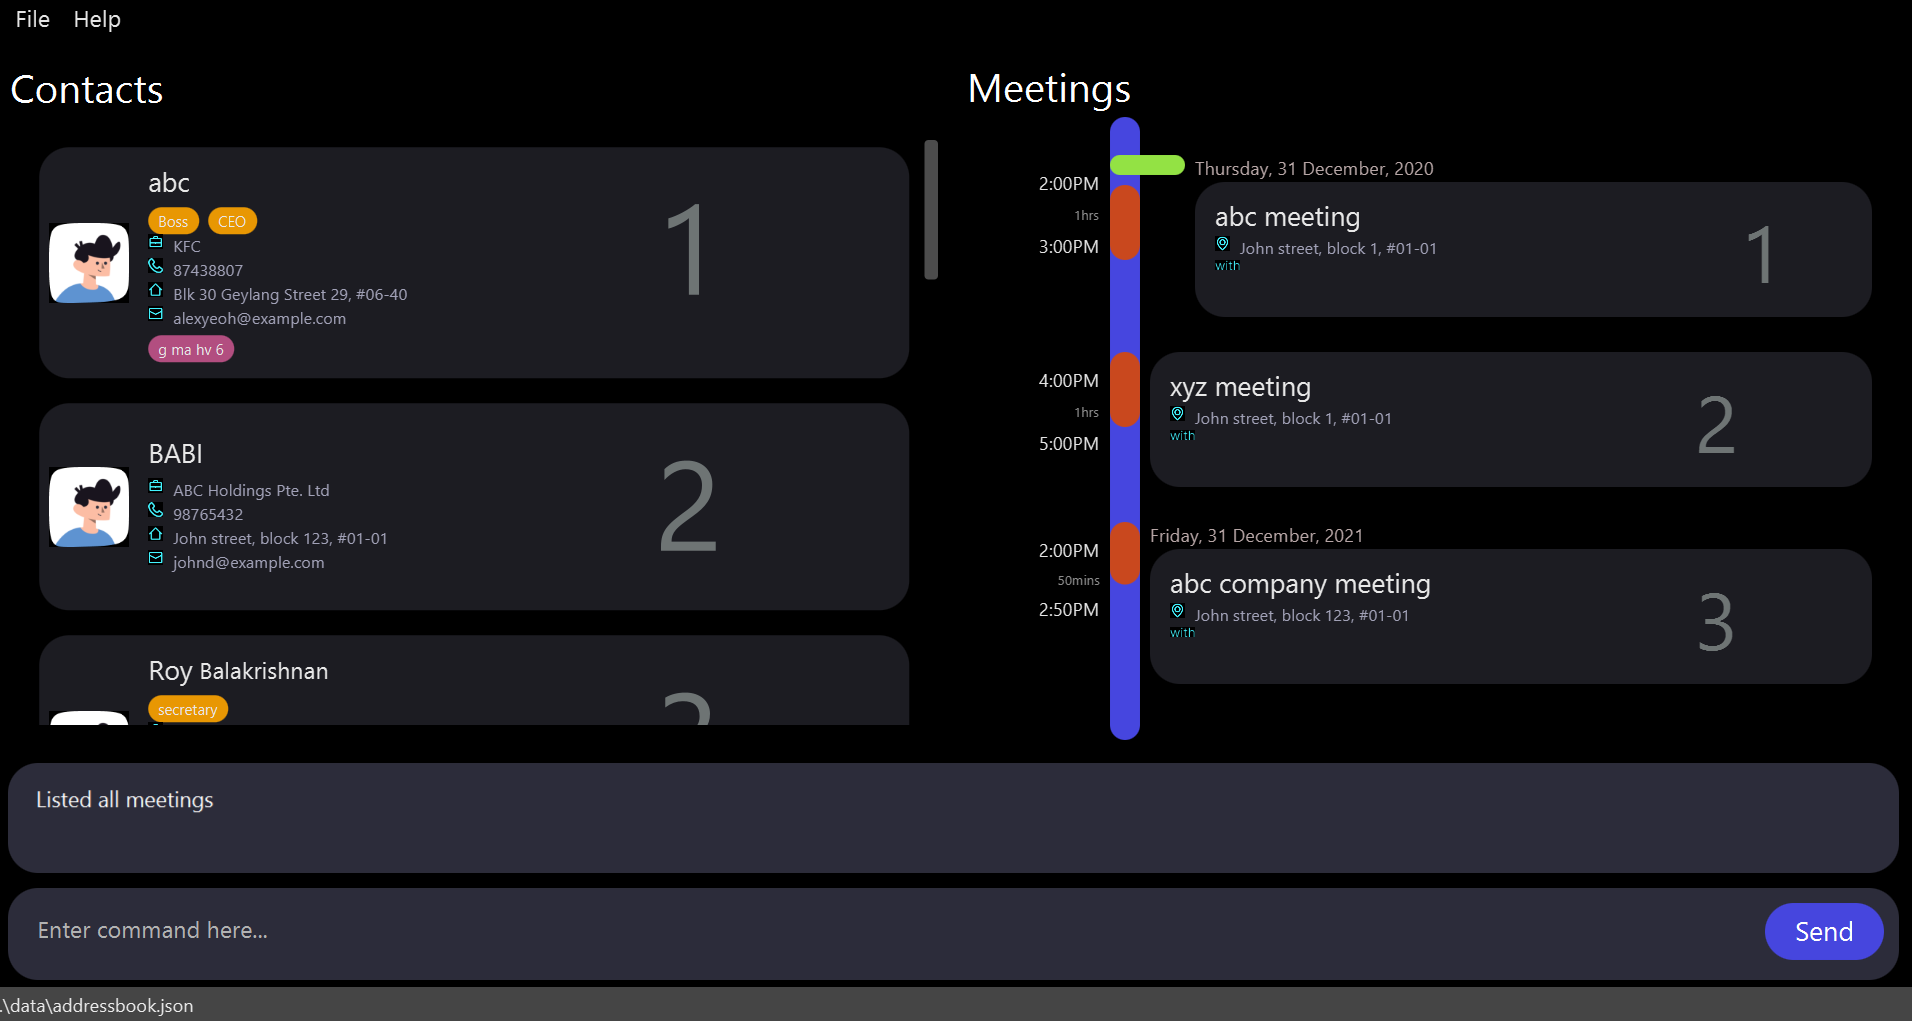 File Help
Contacts
abc
Boss CEO
KFC
87438807
Blk 30 Geylang Street 29, #06-40
alexyeoh@example.com
g ma hv 6
1
BABI
ABC Holdings Pte. Ltd
98765432
John street, block 123, #01-01
johnd@example.com
2
Roy Balakrishnan
secretary
Meetings
Thursday, 31 December, 2020
2:00PM
1hrs
3:00PM
abc meeting
John street, block 1, #01-01
with
1
4:00PM
1hrs
5:00PM
xyz meeting
John street, block 1, #01-01
with
2
Friday, 31 December, 2021
2:00PM
50mins
2:50PM
abc company meeting
John street, block 123, #01-01
with
3
Listed all meetings
Enter command here...
Send
.\data\addressbook.json